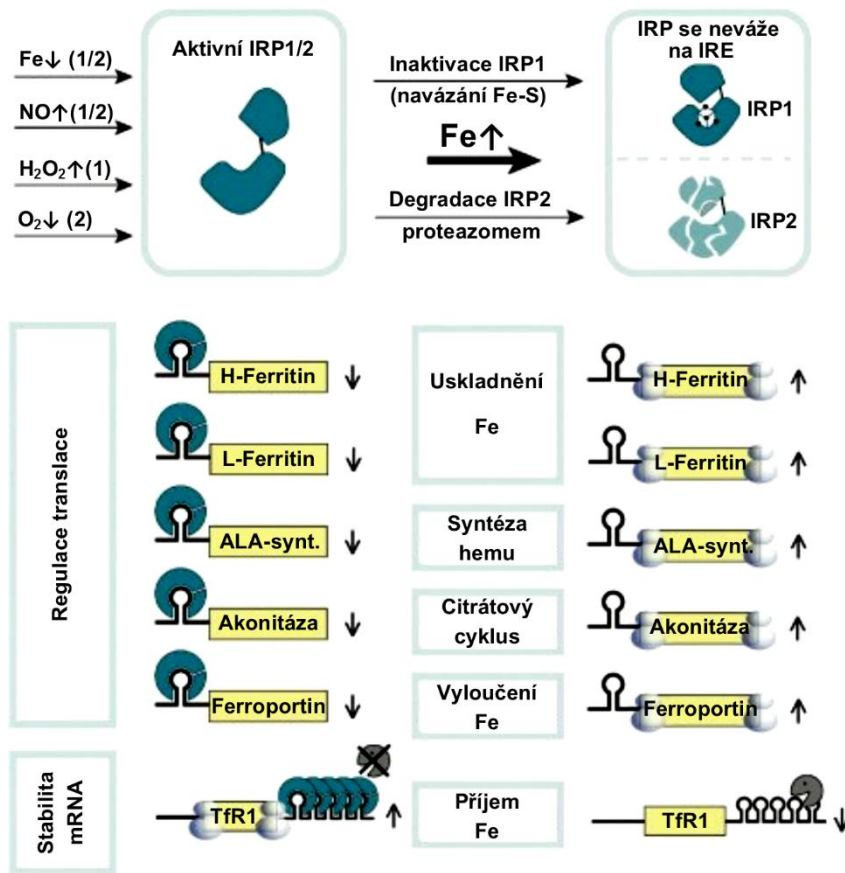 Aktivní IRP1/2
Fe↓ (1/2)
NO↑(1/2)
H₂O₂↑(1)
O₂↓ (2)
Inaktivace IRP1
(navázání Fe-S)
Fe↑
Degradace IRP2
proteazomem
IRP se neváže
na IRE
IRP1
IRP2
Regulace translace
H-Ferritin ↓
L-Ferritin ↓
ALA-synt. ↓
Akonitáza ↓
Ferroportin ↓
Uskladnění
Fe
Syntéza
hemu
Citrátový
cyklus
Vyloučení
Fe
H-Ferritin ↑
L-Ferritin ↑
ALA-synt. ↑
Akonitáza ↑
Ferroportin ↑
Stabilita
mRNA
TfR1 ↑
Příjem
Fe
TfR1 ↓